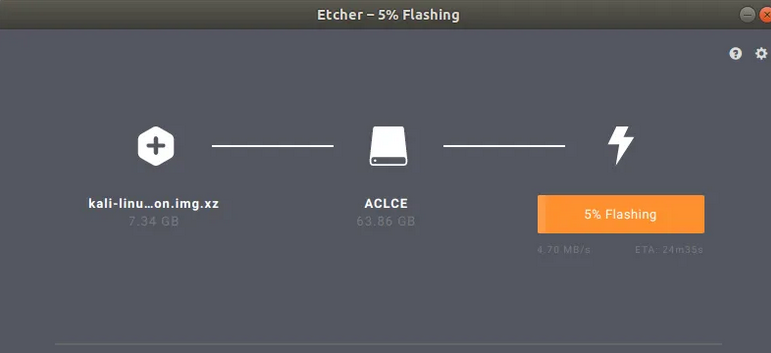 Etcher – 5% Flashing
kali-linu...on.img.xz
7.34 GB
ACLCE
63.86 GB
5% Flashing
4.70 MB/s
ETA: 24m35s